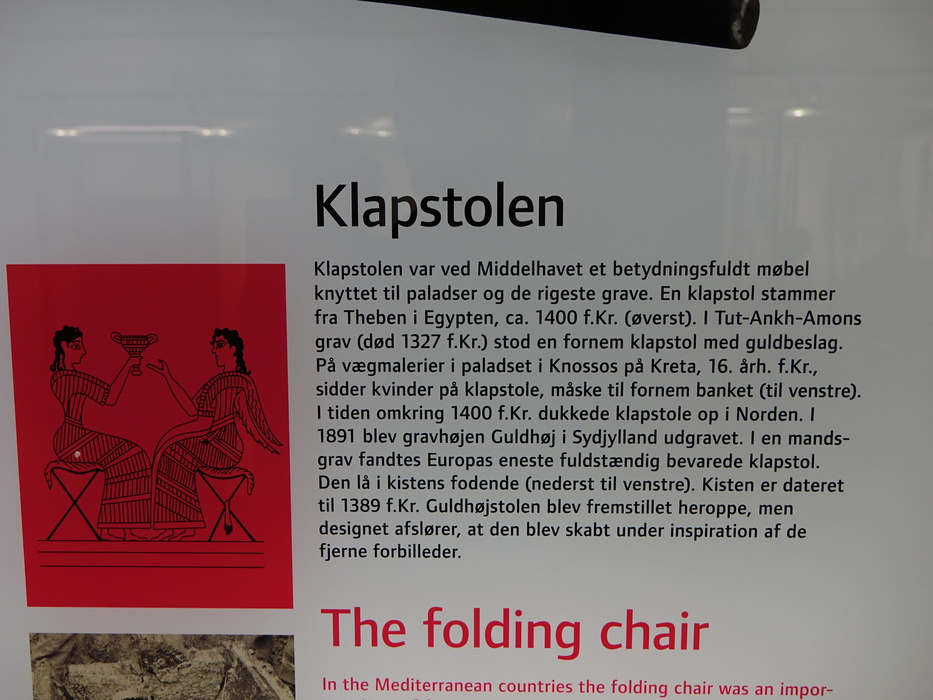 Klapstolen
Klapstolen var ved Middelhavet et betydningsfuldt møbel
knyttet til paladser og de rigeste grave. En klapstol stammer
fra Theben i Egypten, ca. 1400 f.Kr. (øverst). I Tut-Ankh-Amons
grav (død 1327 f.Kr.) stod en fornem klapstol med guldbeslag.
På vægmalerier i paladset i Knossos på Kreta, 16. årh. f.Kr.,
sidder kvinder på klapstole, måske til fornem banket (til venstre).
I tiden omkring 1400 f.Kr. dukkede klapstole op i Norden. I
1891 blev gravhøjen Guldhøj i Sydjylland udgravet. I en mands-
grav fandtes Europas eneste fuldstændig bevarede klapstol.
Den lå i kistens fodende (nederst til venstre). Kisten er dateret
til 1389 f.Kr. Guldhøjstolen blev fremstillet heroppe, men
designet afslører, at den blev skabt under inspiration af de
fjerne forbilleder.
The folding chair
In the Mediterranean countries the folding chair was an impor-